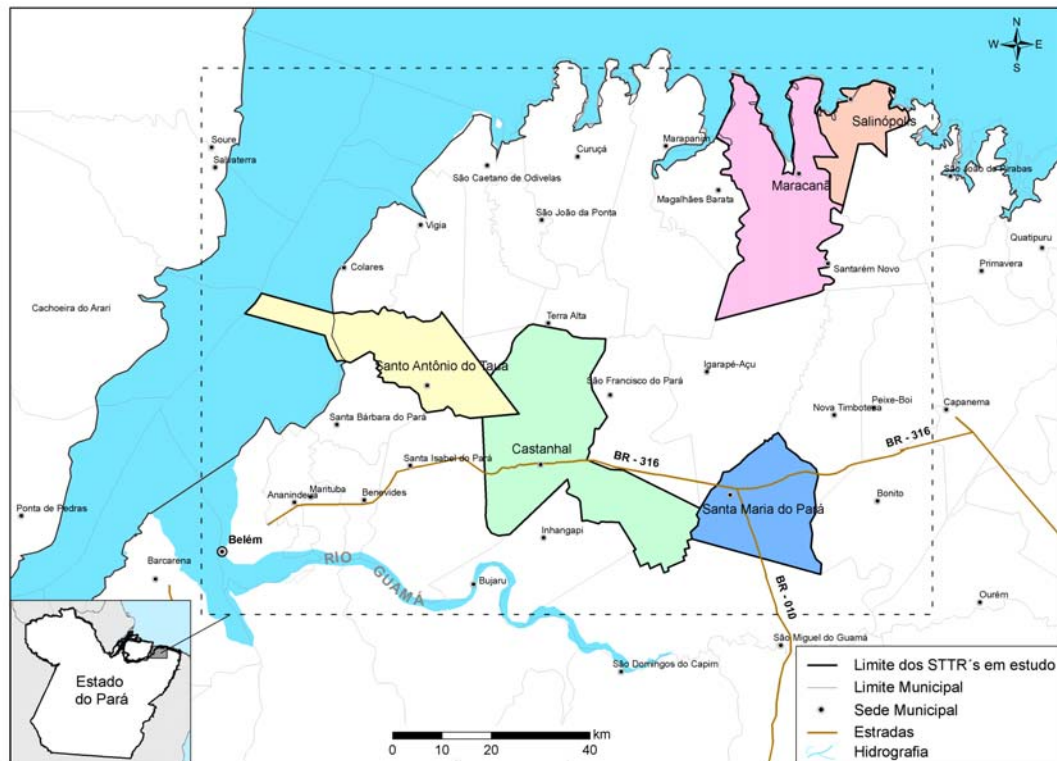 N
W E
S
Soure
Salvaterra
São Caetano de Odivelas
Curuçá
Marapanim
Salinópolis
Maracanã
São João de Pirabas
Magalhães Barata
São João da Ponta
Vigia
Quatipuru
Colares
Santarém Novo
Primavera
Cachoeira do Arari
Terra Alta
Santo Antônio do Tauá
São Francisco do Pará
Igarapé-Açu
Peixe-Boi
Nova Timboteua
Capanema
Santa Bárbara do Pará
BR - 316
Castanhal
BR - 316
Santa Isabel do Pará
Marituba
Ananindeua
Benevides
Santa Maria do Pará
Bonito
Ponta de Pedras
Inhangapi
Belém
RIO GUAMÁ
Barcarena
Bujaru
BR - 010
Ourém
São Miguel do Guamá
São Domingos do Capim
Estado
do Pará
km
0 10 20 40
Limite dos STTR´s em estudo
Limite Municipal
Sede Municipal
Estradas
Hidrografia